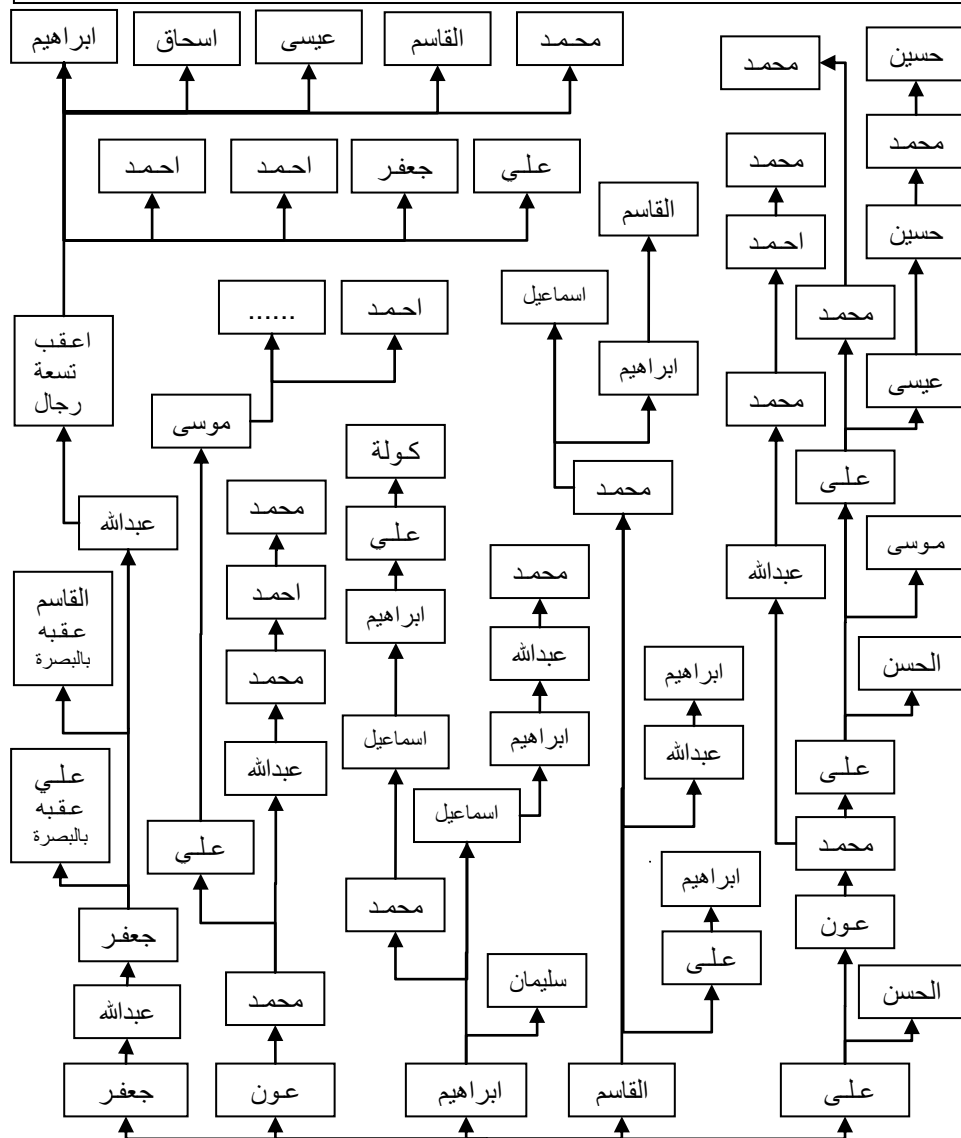 محمد القاسم عيسى اسحاق ابراهيم
حسين
محمد
محمد
محمد
علي جعفر احمد احمد
القاسم
حسين
احمد
محمد
اسماعيل
احمد
......
اعقب
تسعة
رجال
عيسى
محمد
ابراهيم
موسى
كولة
علي
محمد
محمد
عبدالله
علي
موسى
عبدالله
محمد
احمد
ابراهيم
القاسم
عقبه
بالبصرة
الحسن
ابراهيم
عبدالله
محمد
عبدالله
ابراهيم
اسماعيل
عبدالله
علي
عقبه
بالبصرة
علي
اسماعيل
علي
محمد
ابراهيم
محمد
جعفر
عون
علي
سليمان
محمد
عبدالله
الحسن
علي القاسم ابراهيم عون جعفر